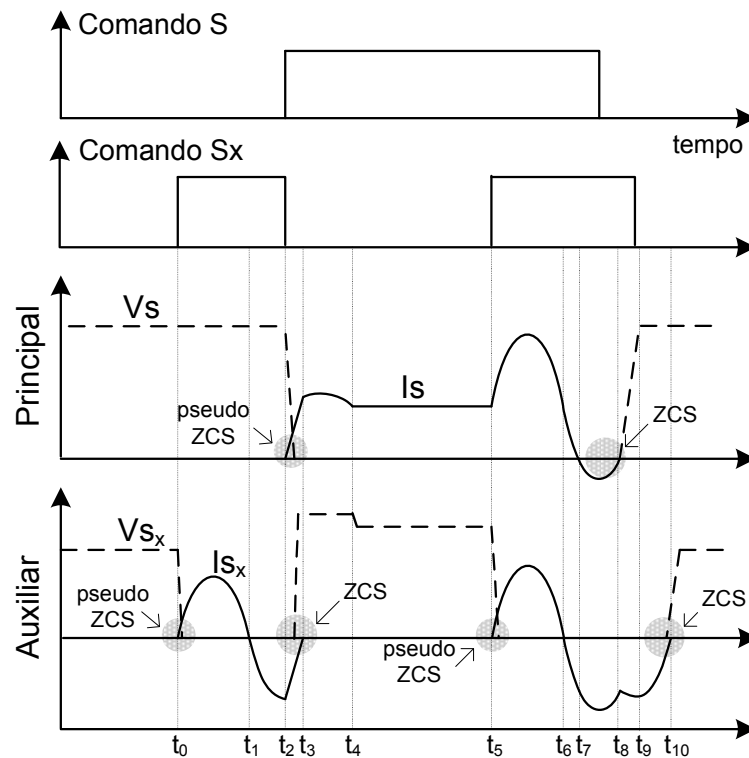 Comando S
tempo
Comando Sx
Principal
Vs
Is
pseudo
ZCS
ZCS
Auxiliar
Vsx
Isx
pseudo
ZCS
ZCS
pseudo
ZCS
ZCS
t0 t1 t2 t3 t4 t5 t6 t7 t8 t9 t10